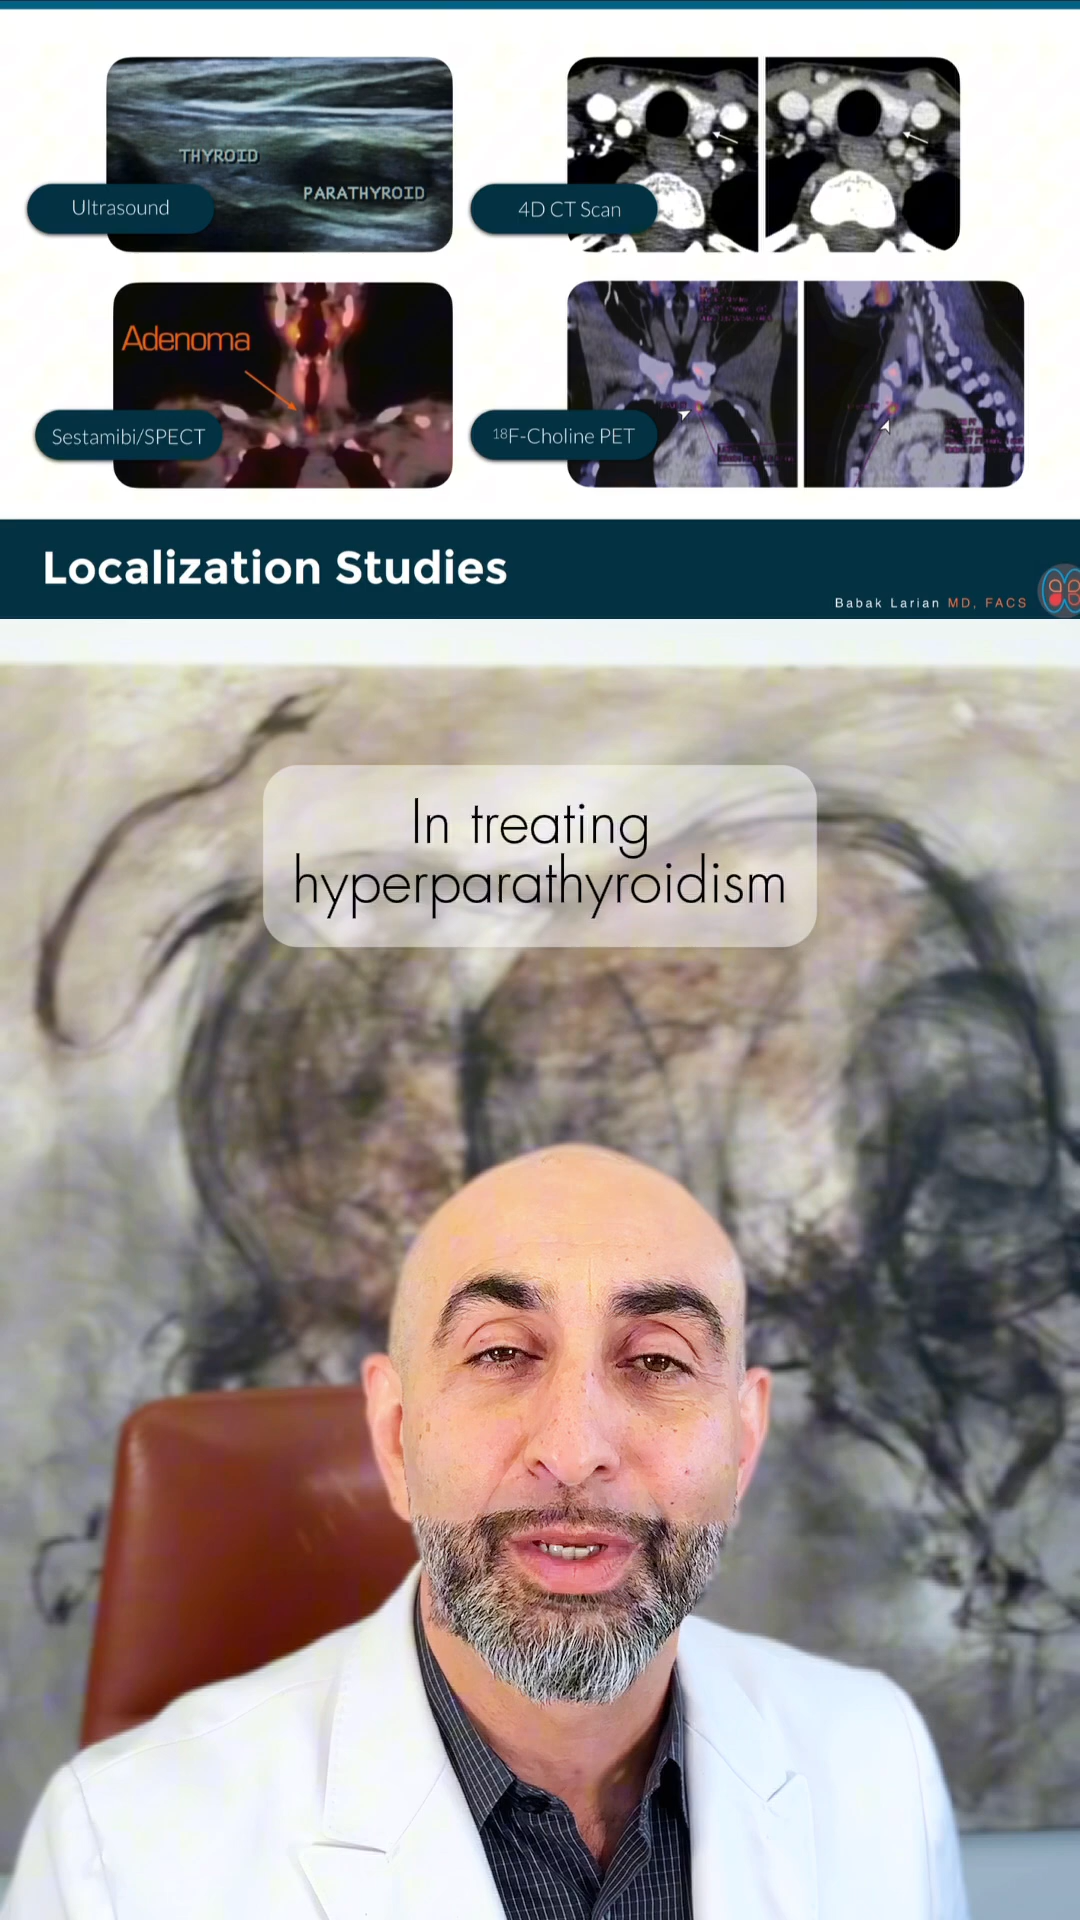 THYROID
PARATHYROID
Ultrasound
4D CT Scan
Adenoma
Sestamibi/SPECT
¹⁸F-Choline PET
Localization Studies
Babak Larian MD, FACS
In treating
hyperparathyroidism